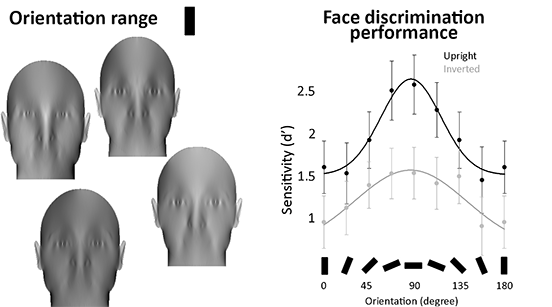 Orientation range
Face discrimination
performance
Upright
Inverted
2.5
2
1.5
1
Sensitivity (d’)
0
45
90
135
180
Orientation (degree)